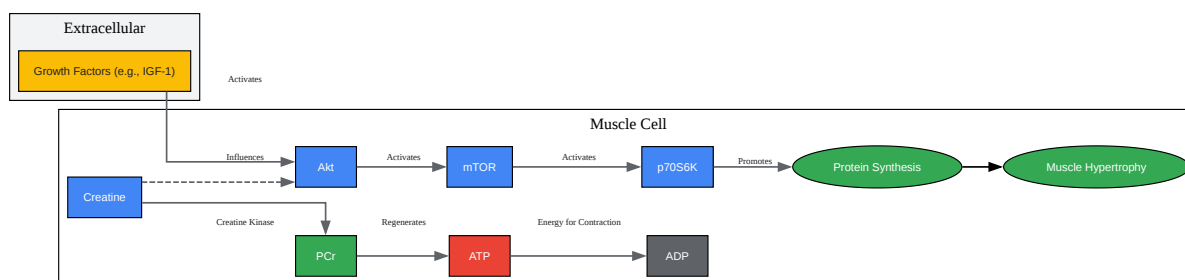 Extracellular
Growth Factors (e.g., IGF-1)
Activates
Muscle Cell
Influences
Akt
Activates
mTOR
Activates
p70S6K
Promotes
Protein Synthesis
Muscle Hypertrophy
Creatine
Creatine Kinase
Regenerates
Energy for Contraction
PCr
ATP
ADP